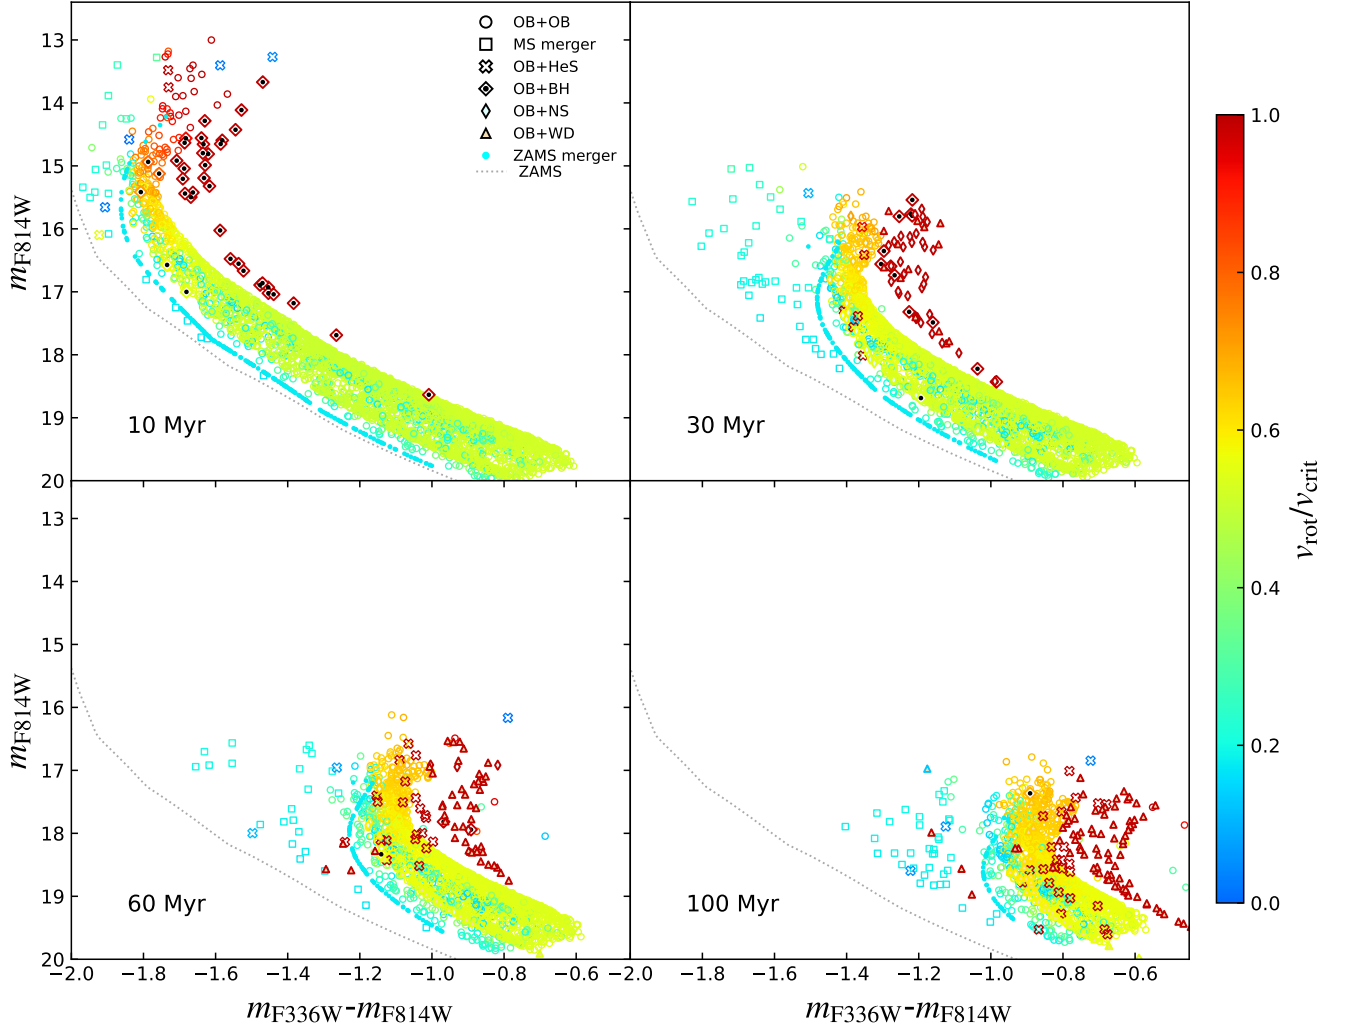 OB+OB
MS merger
OB+HeS
OB+BH
OB+NS
OB+WD
ZAMS merger
ZAMS
13
14
15
16
17
18
19
20
m_F814W
10 Myr
30 Myr
13
14
15
16
17
18
19
20
m_F814W
60 Myr
100 Myr
−2.0 −1.8 −1.6 −1.4 −1.2 −1.0 −0.8 −0.6
−2.0 −1.8 −1.6 −1.4 −1.2 −1.0 −0.8 −0.6
m_F336W-m_F814W
m_F336W-m_F814W
1.0
0.8
0.6
0.4
0.2
0.0
v_rot/v_crit